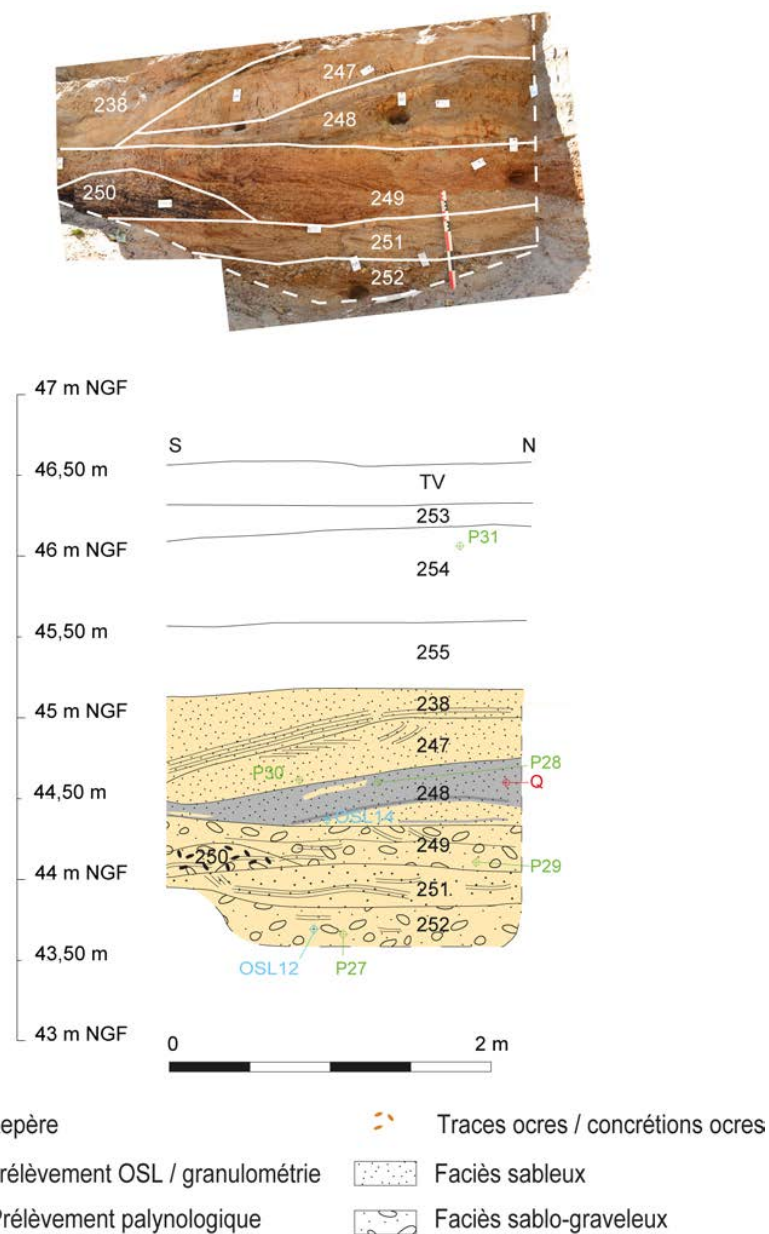 247
238
248
250
249
251
252
47 m NGF
S N
46,50 m
TV
253
P31
46 m NGF
254
45,50 m
255
45 m NGF
238
247
P30 P28
44,50 m
248 Q
OSL14
249
250
44 m NGF
P29
251
252
43,50 m
OSL12 P27
43 m NGF
0 2 m
epère Traces ocres / concrétions ocres
rélèvement OSL / granulométrie Faciès sableux
Prélèvement palynologique Faciès sablo-graveleux